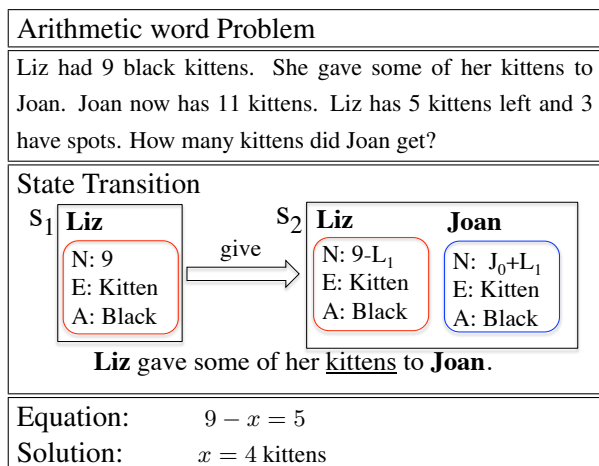 Arithmetic word Problem
Liz had 9 black kittens. She gave some of her kittens to
Joan. Joan now has 11 kittens. Liz has 5 kittens left and 3
have spots. How many kittens did Joan get?
State Transition
S₁ Liz
N: 9
E: Kitten
A: Black
give
S₂ Liz
N: 9-L₁
E: Kitten
A: Black
Joan
N: J₀+L₁
E: Kitten
A: Black
Liz gave some of her kittens to Joan.
Equation: 9 − x = 5
Solution: x = 4 kittens